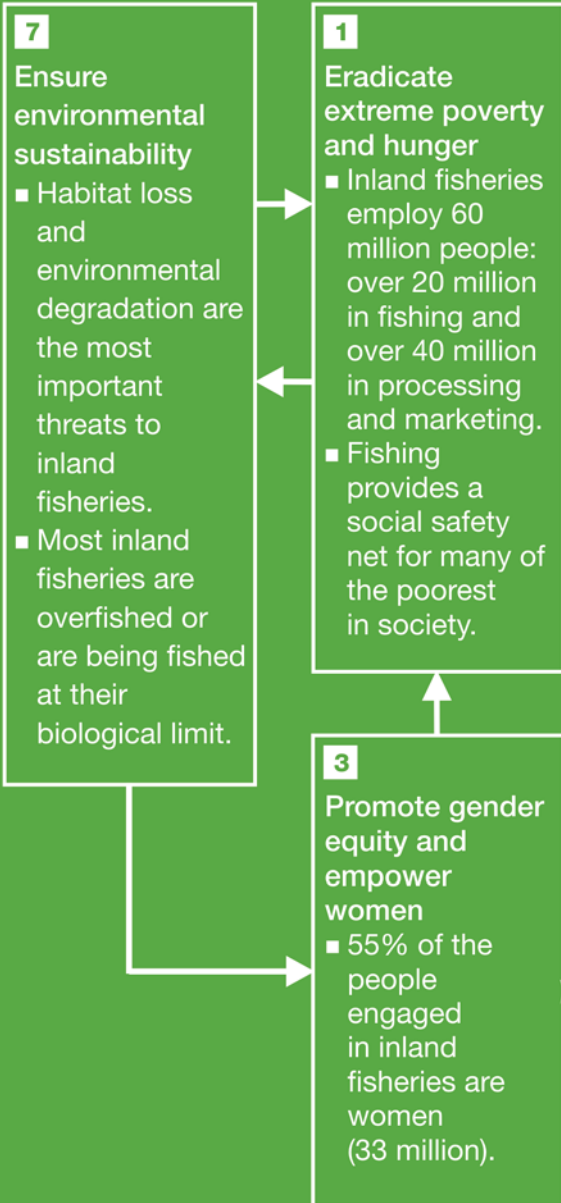 7
Ensure
environmental
sustainability
■ Habitat loss
and
environmental
degradation are
the most
important
threats to
inland
fisheries.
■ Most inland
fisheries are
overfished or
are being fished
at their
biological limit.
1
Eradicate
extreme poverty
and hunger
■ Inland fisheries
employ 60
million people:
over 20 million
in fishing and
over 40 million
in processing
and marketing.
■ Fishing
provides a
social safety
net for many of
the poorest
in society.
3
Promote gender
equity and
empower
women
■ 55% of the
people
engaged
in inland
fisheries are
women
(33 million).